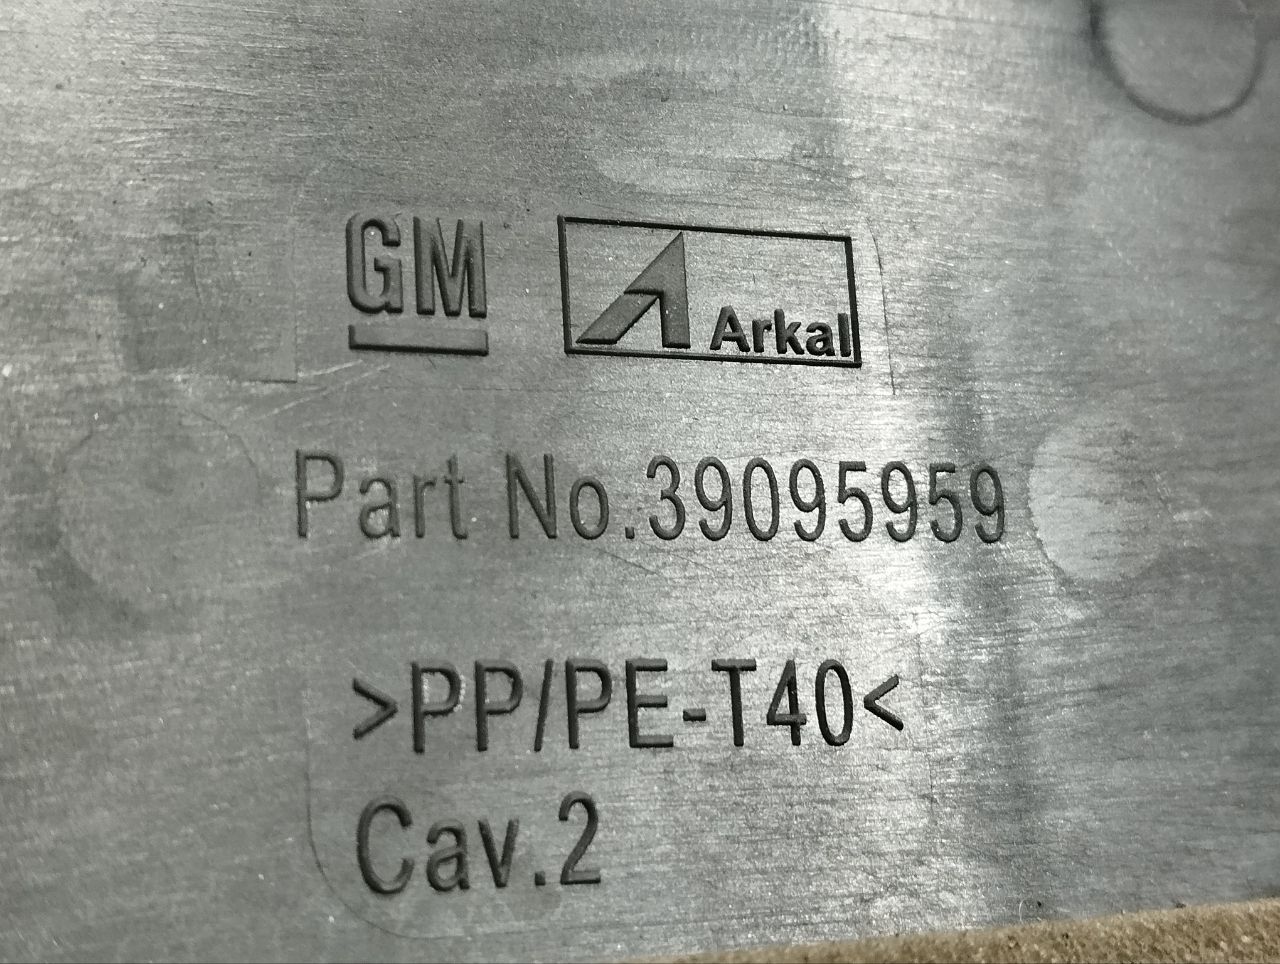 GM Arkal
Part No.39095959
>PP/PE-T40<
Cav.2